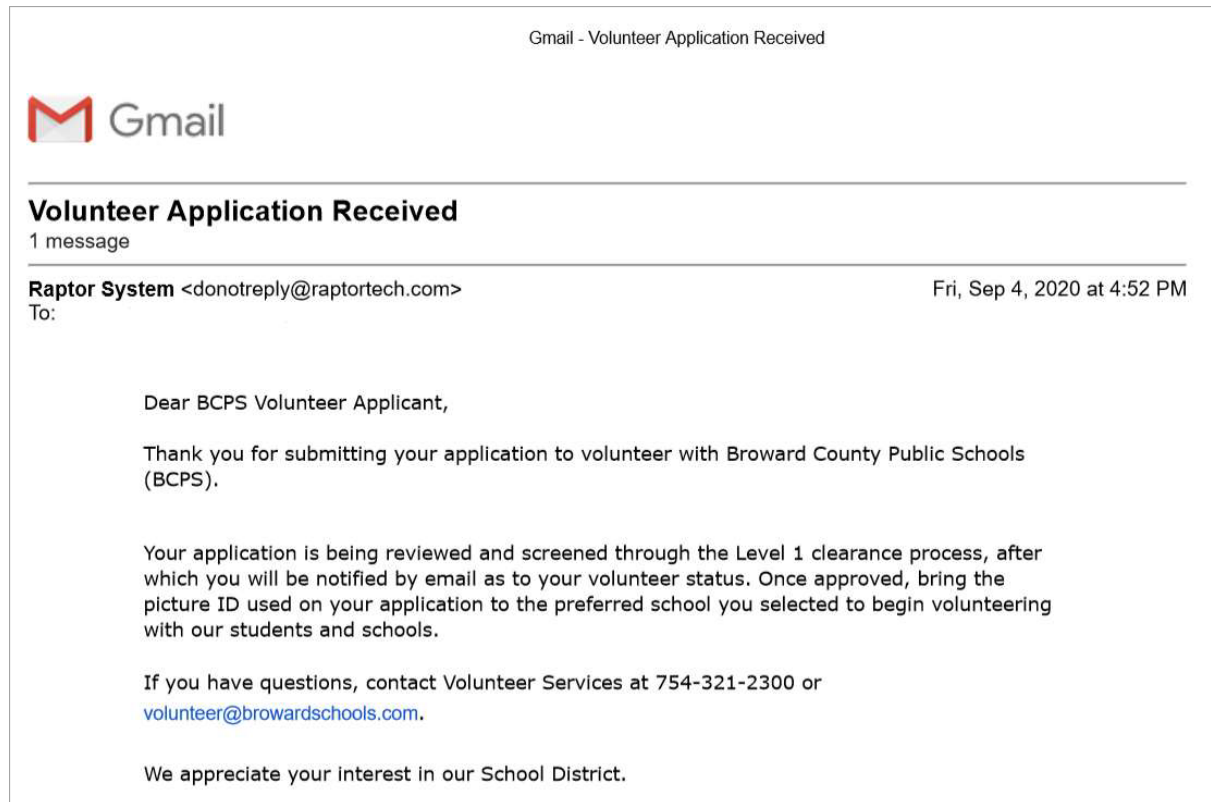 Gmail - Volunteer Application Received
Gmail
Volunteer Application Received
1 message
Raptor System <donotreply@raptortech.com> Fri, Sep 4, 2020 at 4:52 PM
To:
Dear BCPS Volunteer Applicant,
Thank you for submitting your application to volunteer with Broward County Public Schools
(BCPS).
Your application is being reviewed and screened through the Level 1 clearance process, after
which you will be notified by email as to your volunteer status. Once approved, bring the
picture ID used on your application to the preferred school you selected to begin volunteering
with our students and schools.
If you have questions, contact Volunteer Services at 754-321-2300 or
volunteer@browardschools.com.
We appreciate your interest in our School District.